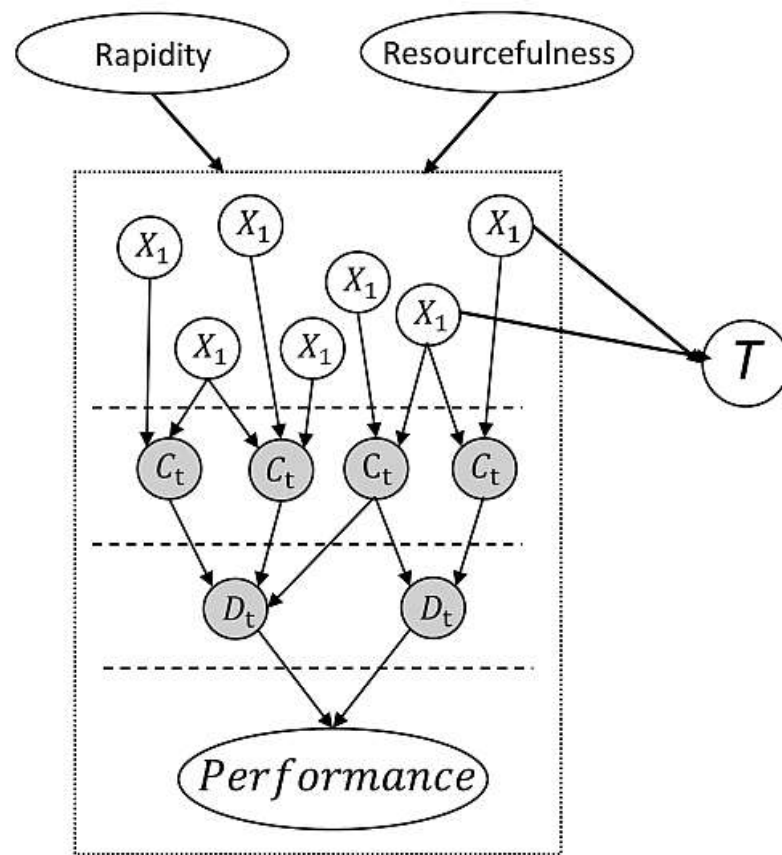 Rapidity
Resourcefulness
X₁
X₁
X₁
X₁
X₁
X₁
X₁
T
Cₜ
Cₜ
Cₜ
Cₜ
Dₜ
Dₜ
Performance